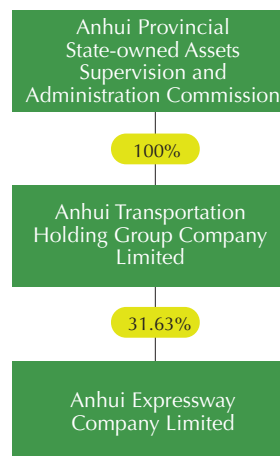 Anhui Provincial
State-owned Assets
Supervision and
Administration Commission
100%
Anhui Transportation
Holding Group Company
Limited
31.63%
Anhui Expressway
Company Limited